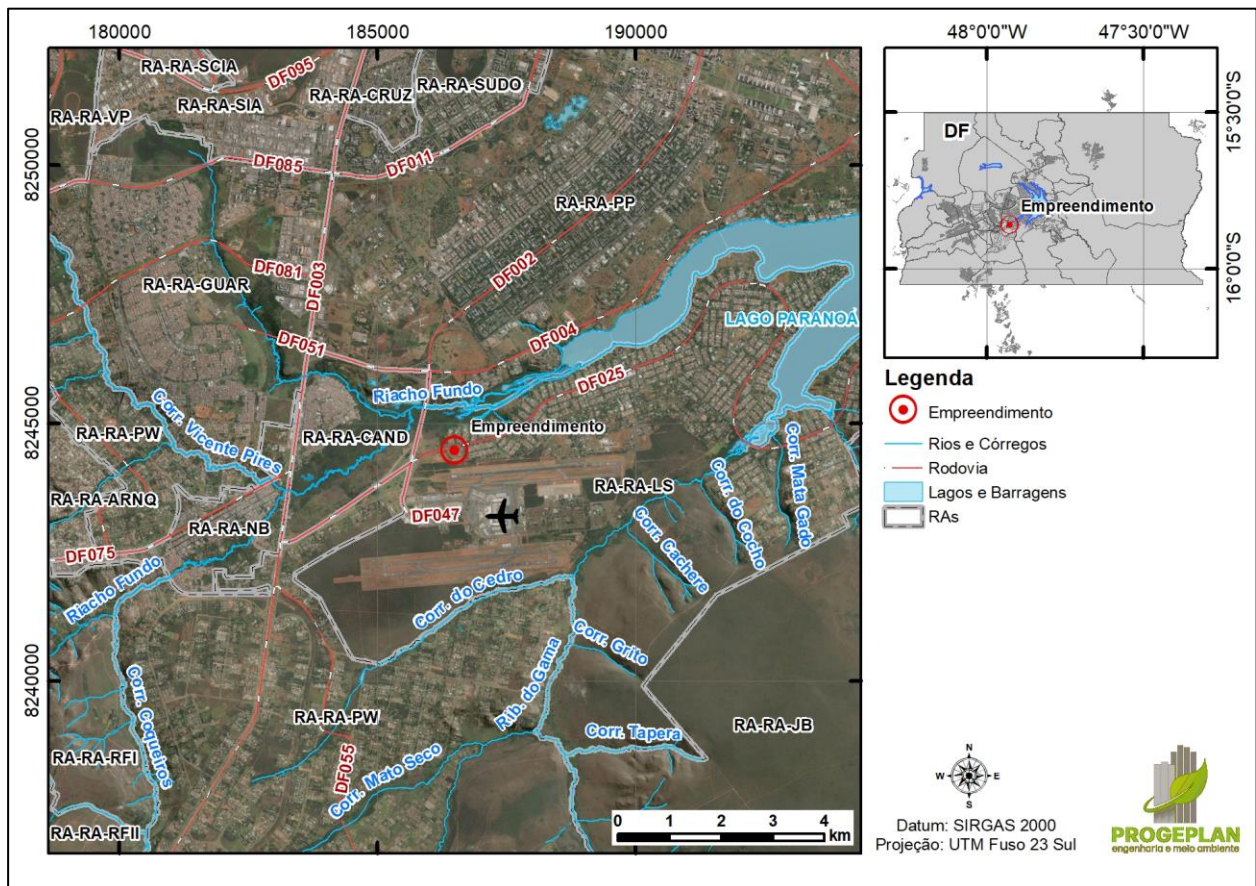 180000
185000
190000
8250000
8245000
8240000
RA-RA-SCIA
DF095
RA-RA-SIA
RA-RA-CRUZ
RA-RA-SUDO
RA-RA-VP
DF085
DF011
RA-RA-PP
DF002
DF081
DF003
RA-RA-GUAR
DF004
LAGO PARANOÁ
DF051
DF025
Riacho Fundo
Corr. Vicente Pires
RA-RA-PW
RA-RA-CAND
Empreendimento
Corr. Mata Gado
RA-RA-ARNQ
RA-RA-LS
Corr. do Cocho
RA-RA-NB
DF047
DF075
Corr. Cachere
Riacho Fundo
Corr. do Cedro
Corr. Grito
Rib. do Gama
Corr. Coqueiros
RA-RA-PW
RA-RA-JB
Corr. Tapera
DF055
RA-RA-RFI
Corr. Mato Seco
RA-RA-RFII
0 1 2 3 4
km
48°0'0"W
47°30'0"W
15°30'0"S
16°0'0"S
DF
Empreendimento
Legenda
Empreendimento
Rios e Córregos
Rodovia
Lagos e Barragens
RAs
N
W
E
S
Datum: SIRGAS 2000
Projeção: UTM Fuso 23 Sul
PROGEPLAN
engenharia e meio ambiente